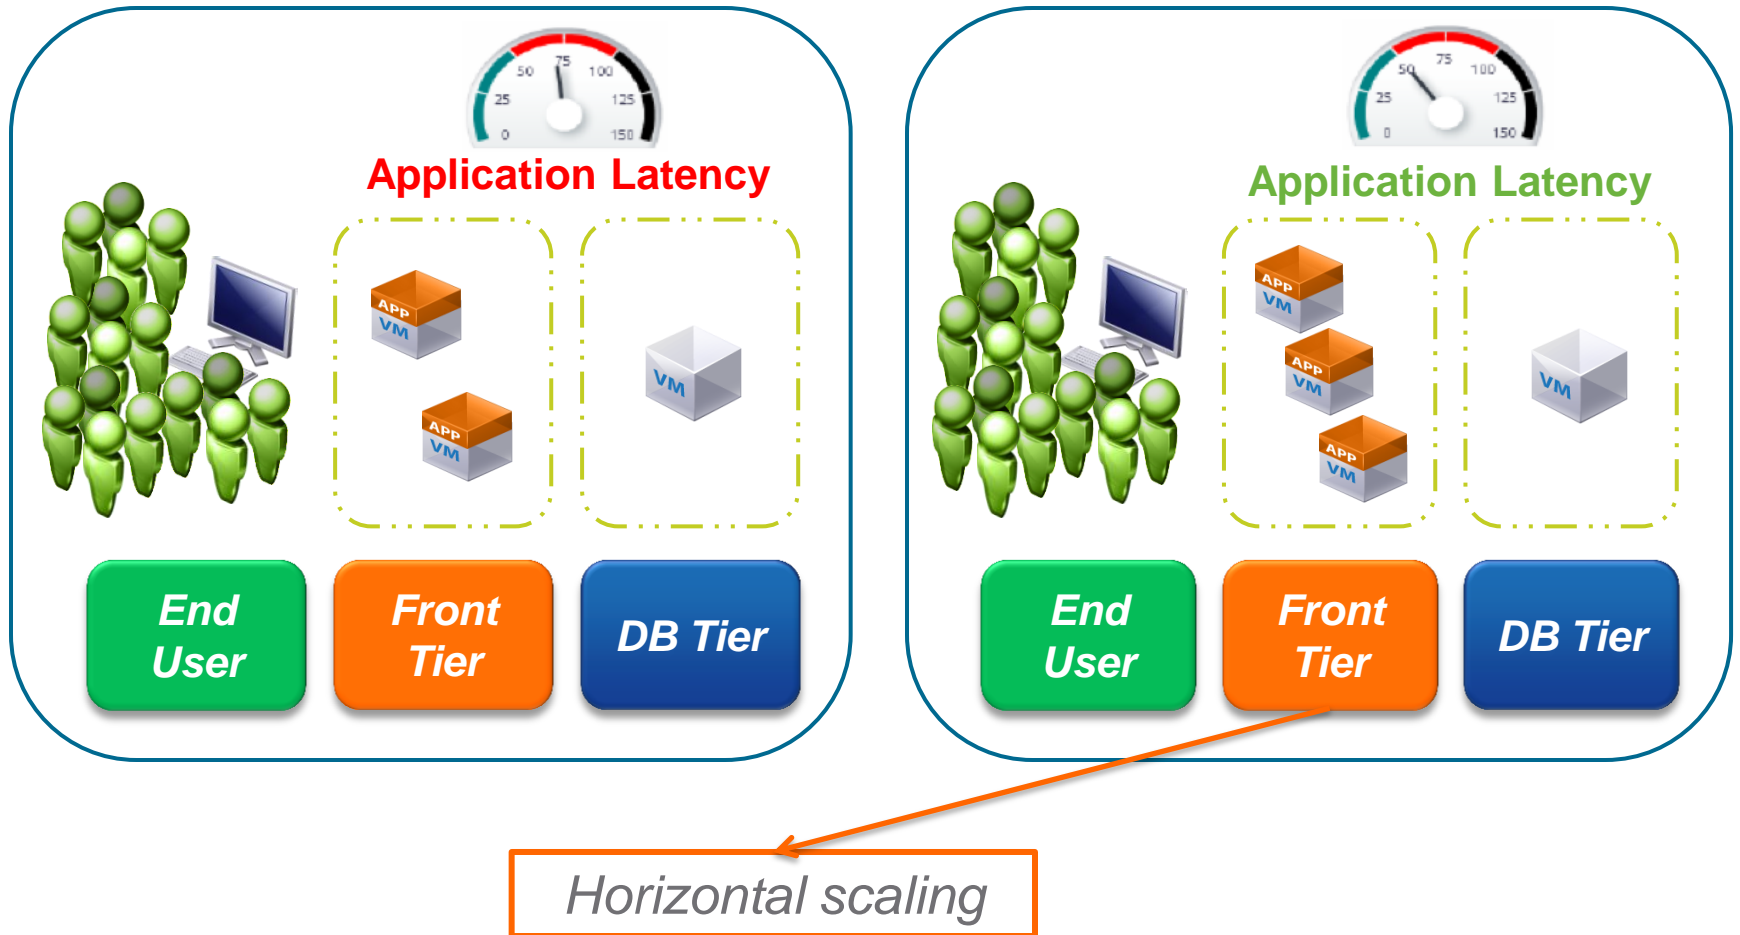 75
50
100
25
125
0
150
Application Latency
APP
VM
APP
VM
VM
End
User
Front
Tier
DB Tier
75
50
100
25
125
0
150
Application Latency
APP
VM
APP
VM
APP
VM
VM
End
User
Front
Tier
DB Tier
Horizontal scaling